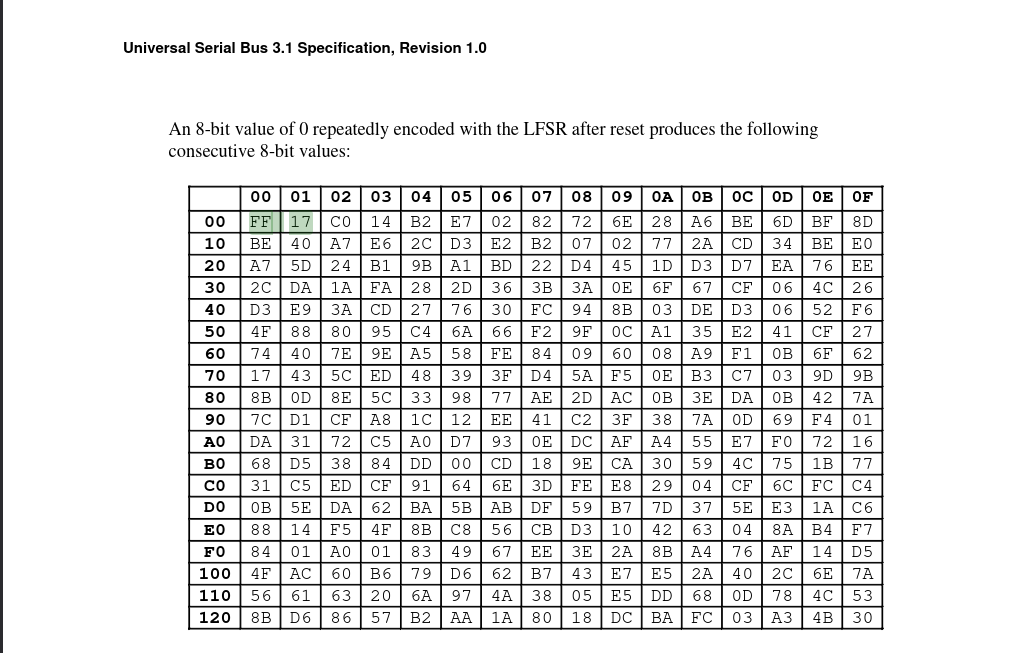 Universal Serial Bus 3.1 Specification, Revision 1.0
An 8-bit value of 0 repeatedly encoded with the LFSR after reset produces the following
consecutive 8-bit values:
00 01 02 03 04 05 06 07 08 09 0A 0B 0C 0D 0E 0F
00 FF 17 C0 14 B2 E7 02 82 72 6E 28 A6 BE 6D BF 8D
10 BE 40 A7 E6 2C D3 E2 B2 07 02 77 2A CD 34 BE E0
20 A7 5D 24 B1 9B A1 BD 22 D4 45 1D D3 D7 EA 76 EE
30 2C DA 1A FA 28 2D 36 3B 3A 0E 6F 67 CF 06 4C 26
40 D3 E9 3A CD 27 76 30 FC 94 8B 03 DE D3 06 52 F6
50 4F 88 80 95 C4 6A 66 F2 9F 0C A1 35 E2 41 CF 27
60 74 40 7E 9E A5 58 FE 84 09 60 08 A9 F1 0B 6F 62
70 17 43 5C ED 48 39 3F D4 5A F5 0E B3 C7 03 9D 9B
80 8B 0D 8E 5C 33 98 77 AE 2D AC 0B 3E DA 0B 42 7A
90 7C D1 CF A8 1C 12 EE 41 C2 3F 38 7A 0D 69 F4 01
A0 DA 31 72 C5 A0 D7 93 0E DC AF A4 55 E7 F0 72 16
B0 68 D5 38 84 DD 00 CD 18 9E CA 30 59 4C 75 1B 77
C0 31 C5 ED CF 91 64 6E 3D FE E8 29 04 CF 6C FC C4
D0 0B 5E DA 62 BA 5B AB DF 59 B7 7D 37 5E E3 1A C6
E0 88 14 F5 4F 8B C8 56 CB D3 10 42 63 04 8A B4 F7
F0 84 01 A0 01 83 49 67 EE 3E 2A 8B A4 76 AF 14 D5
100 4F AC 60 B6 79 D6 62 B7 43 E7 E5 2A 40 2C 6E 7A
110 56 61 63 20 6A 97 4A 38 05 E5 DD 68 0D 78 4C 53
120 8B D6 86 57 B2 AA 1A 80 18 DC BA FC 03 A3 4B 30